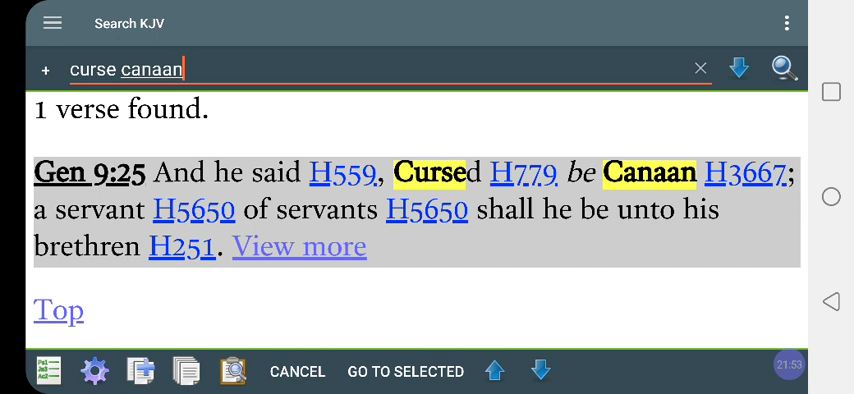 Search KJV
+ curse canaan
1 verse found.
Gen 9:25 And he said H559, Cursed H779 be Canaan H3667;
a servant H5650 of servants H5650 shall he be unto his
brethren H251. View more
Top
CANCEL GO TO SELECTED 21:53